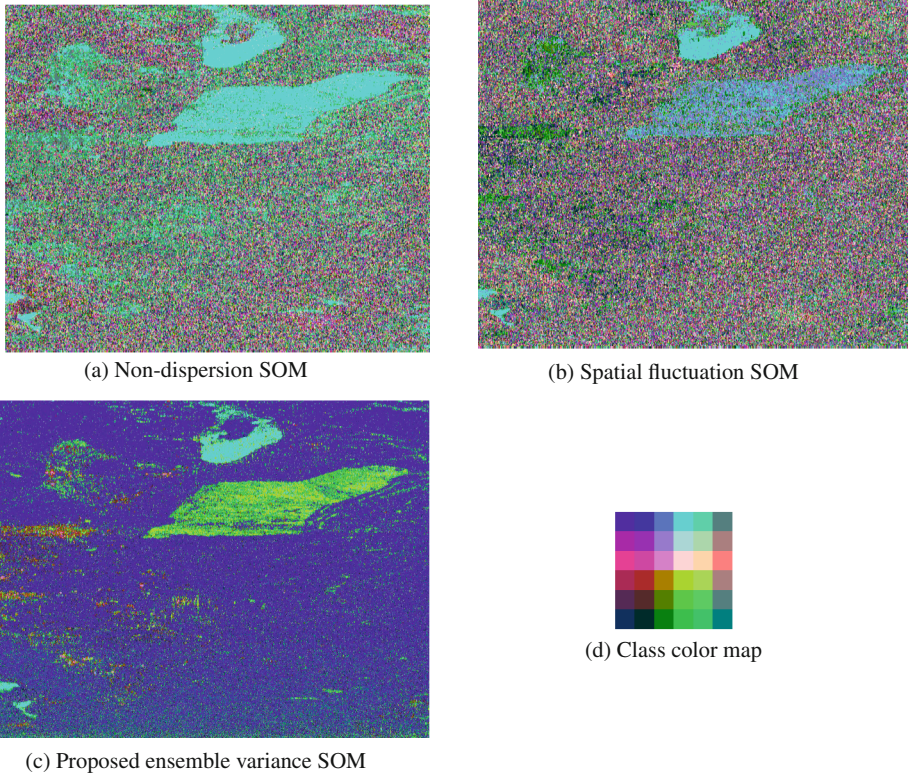 (a) Non-dispersion SOM
(b) Spatial fluctuation SOM
(c) Proposed ensemble variance SOM
(d) Class color map